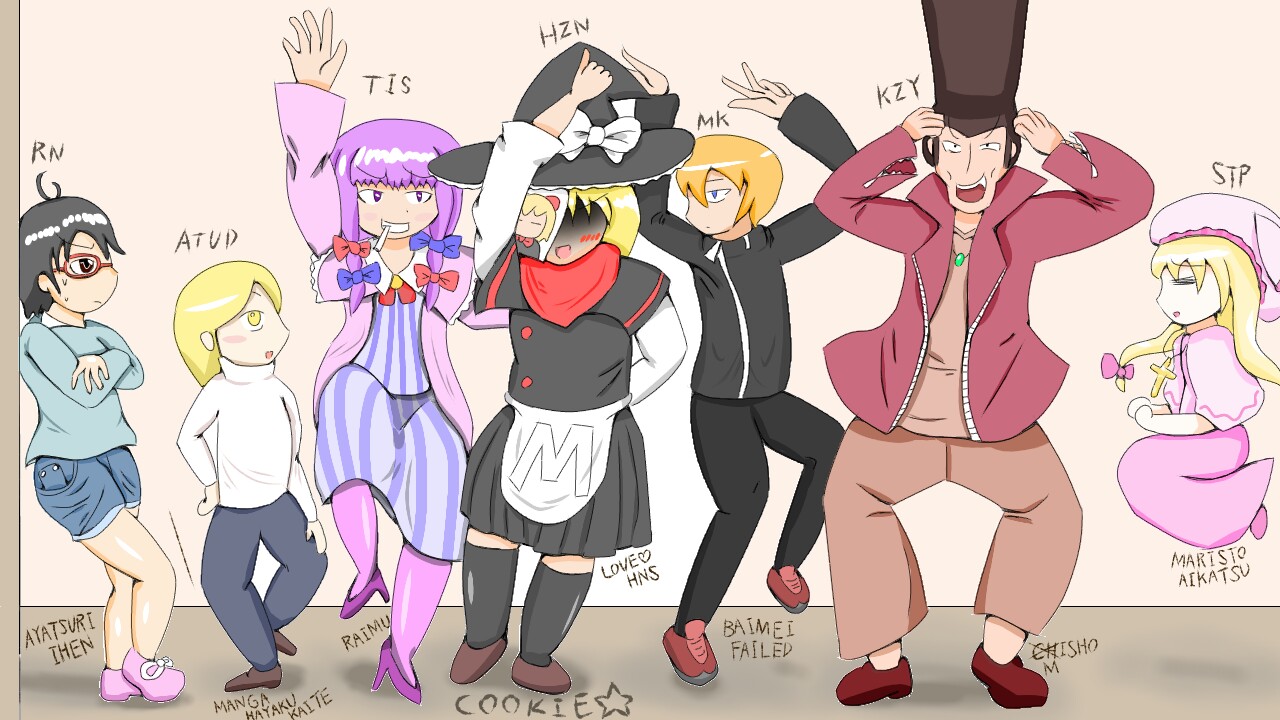 HZN
TIS
KZY
MK
RN
STP
ATUD
M
LOVE♡
HNS
MARISTO
AIKATSU
AYATSURI
IHEN
RAIMU
BAIMEI
FAILED
ISHO
M
MANGA
HAYAKU
KAITE
COOKIE☆